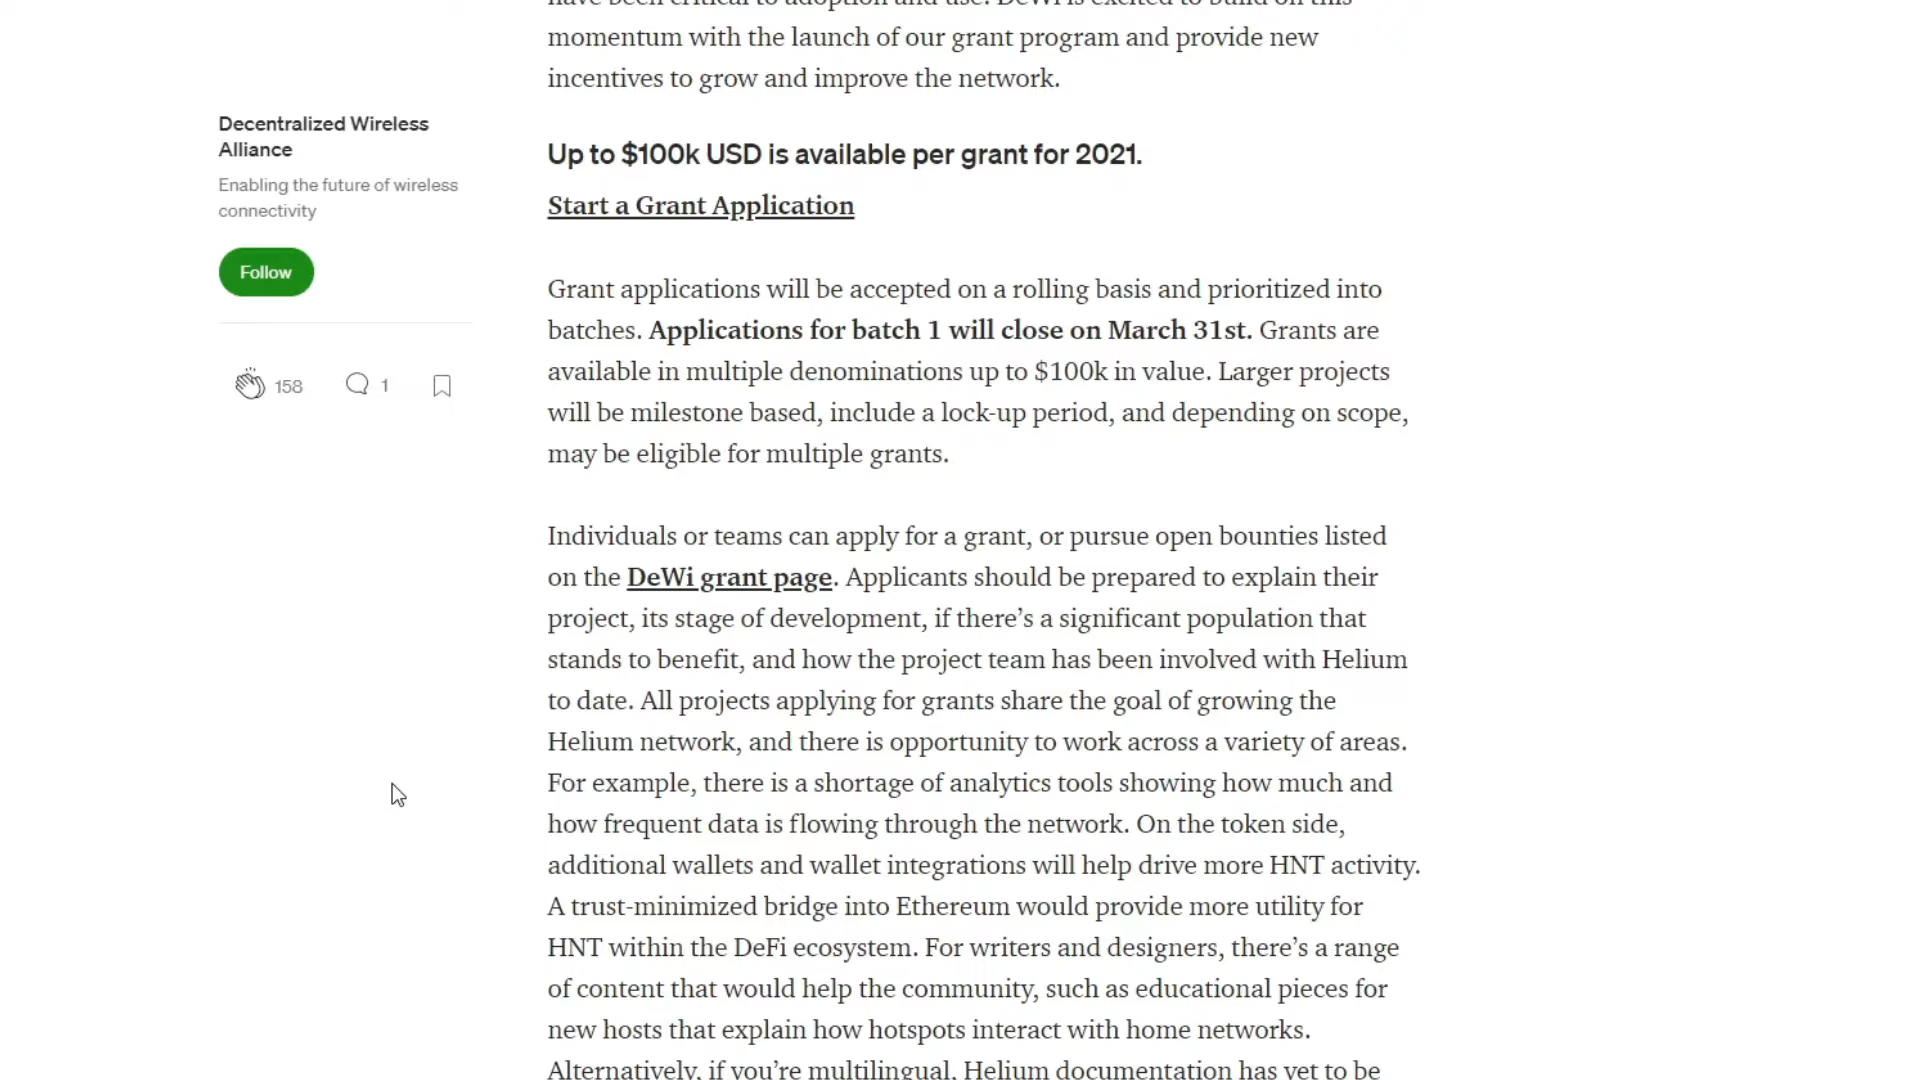 have been critical to adoption and use. DeWi is excited to build on this
momentum with the launch of our grant program and provide new
incentives to grow and improve the network.
Decentralized Wireless
Alliance
Enabling the future of wireless
connectivity
Follow
158
1
Up to $100k USD is available per grant for 2021.
Start a Grant Application
Grant applications will be accepted on a rolling basis and prioritized into
batches. Applications for batch 1 will close on March 31st. Grants are
available in multiple denominations up to $100k in value. Larger projects
will be milestone based, include a lock-up period, and depending on scope,
may be eligible for multiple grants.
Individuals or teams can apply for a grant, or pursue open bounties listed
on the DeWi grant page. Applicants should be prepared to explain their
project, its stage of development, if there’s a significant population that
stands to benefit, and how the project team has been involved with Helium
to date. All projects applying for grants share the goal of growing the
Helium network, and there is opportunity to work across a variety of areas.
For example, there is a shortage of analytics tools showing how much and
how frequent data is flowing through the network. On the token side,
additional wallets and wallet integrations will help drive more HNT activity.
A trust-minimized bridge into Ethereum would provide more utility for
HNT within the DeFi ecosystem. For writers and designers, there’s a range
of content that would help the community, such as educational pieces for
new hosts that explain how hotspots interact with home networks.
Alternatively, if you’re multilingual, Helium documentation has yet to be